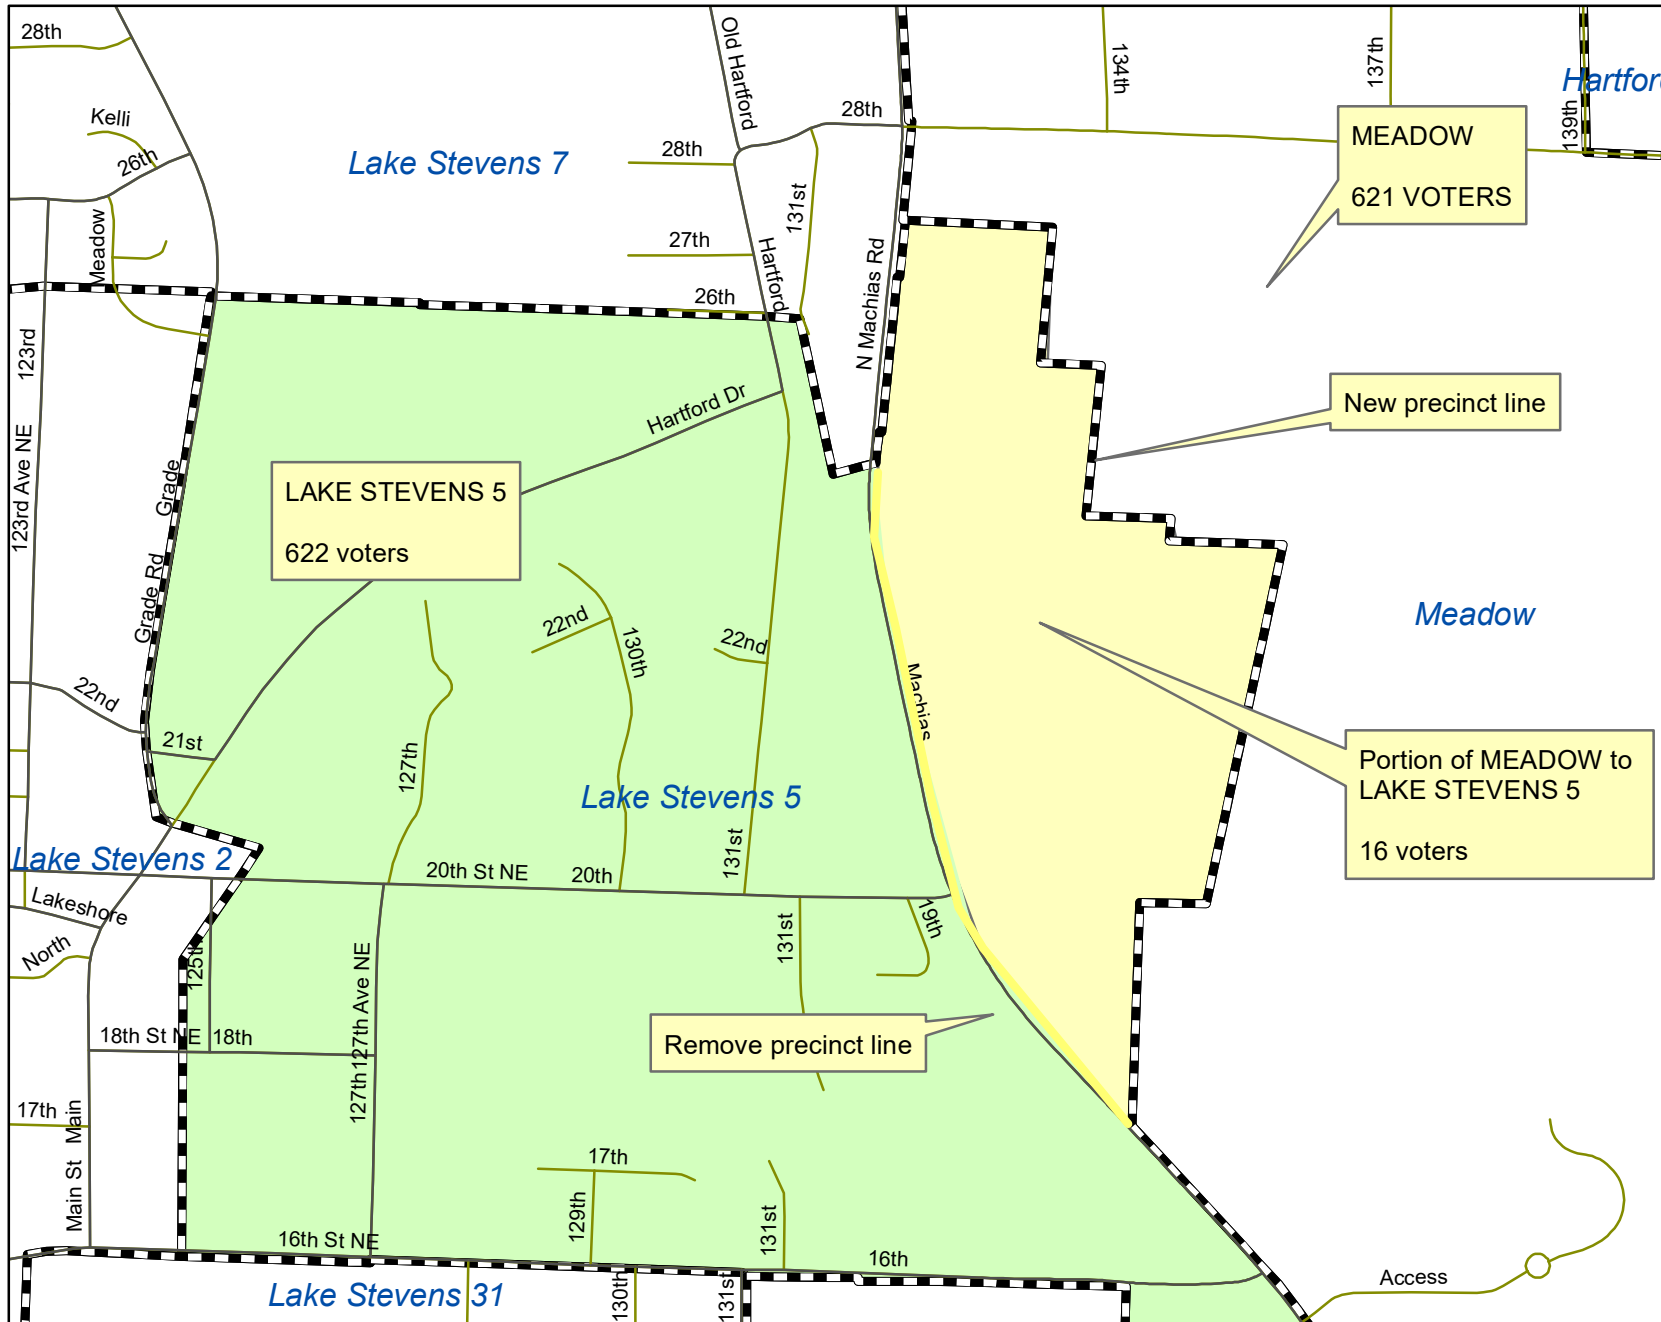 28th
Old Hartford
134th
137th
Hartfor
Kelli
28th
139th
MEADOW
621 VOTERS
26th
Lake Stevens 7
28th
131st
Meadow
27th
Hartford
N Machias Rd
26th
123rd
Hartford Dr
New precinct line
123rd Ave NE
Grade
LAKE STEVENS 5
622 voters
Grade Rd
22nd
130th
22nd
Meadow
Machias
22nd
21st
127th
Lake Stevens 5
Portion of MEADOW to
LAKE STEVENS 5
16 voters
131st
Lake Stevens 2
20th St NE
20th
Lakeshore
North
125th
131st
19th
127th Ave NE
18th St NE
18th
Remove precinct line
127th
17th
Main
Main St
17th
129th
131st
16th St NE
16th
Lake Stevens 31
130th
131st
Access